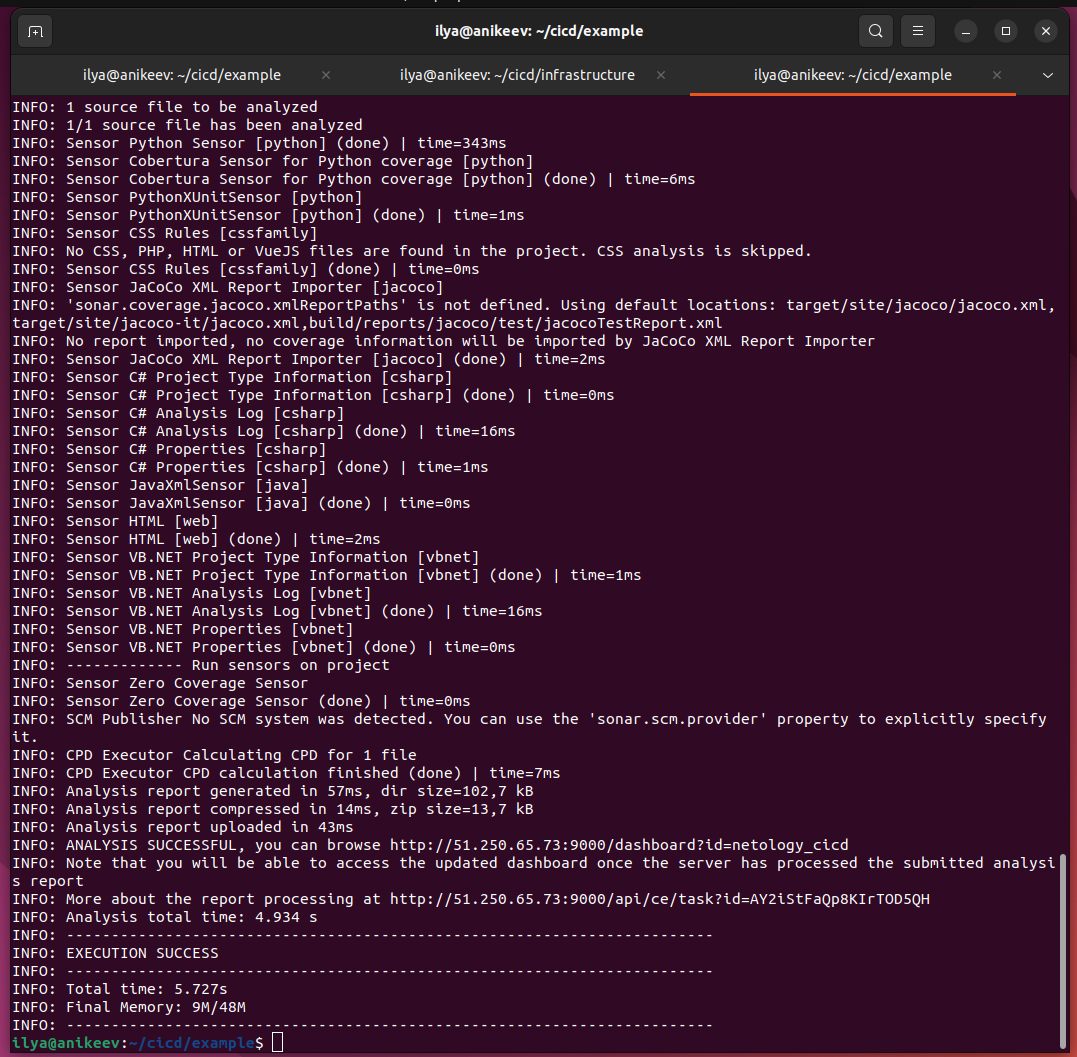 ilya@anikeev: ~/cicd/example
ilya@anikeev: ~/cicd/example
ilya@anikeev: ~/cicd/infrastructure
ilya@anikeev: ~/cicd/example
INFO: 1 source file to be analyzed
INFO: 1/1 source file has been analyzed
INFO: Sensor Python Sensor [python] (done) | time=343ms
INFO: Sensor Cobertura Sensor for Python coverage [python]
INFO: Sensor Cobertura Sensor for Python coverage [python] (done) | time=6ms
INFO: Sensor PythonXUnitSensor [python]
INFO: Sensor PythonXUnitSensor [python] (done) | time=1ms
INFO: Sensor CSS Rules [cssfamily]
INFO: No CSS, PHP, HTML or VueJS files are found in the project. CSS analysis is skipped.
INFO: Sensor CSS Rules [cssfamily] (done) | time=0ms
INFO: Sensor JaCoCo XML Report Importer [jacoco]
INFO: 'sonar.coverage.jacoco.xmlReportPaths' is not defined. Using default locations: target/site/jacoco/jacoco.xml,
target/site/jacoco-it/jacoco.xml,build/reports/jacoco/test/jacocoTestReport.xml
INFO: No report imported, no coverage information will be imported by JaCoCo XML Report Importer
INFO: Sensor JaCoCo XML Report Importer [jacoco] (done) | time=2ms
INFO: Sensor C# Project Type Information [csharp]
INFO: Sensor C# Project Type Information [csharp] (done) | time=0ms
INFO: Sensor C# Analysis Log [csharp]
INFO: Sensor C# Analysis Log [csharp] (done) | time=16ms
INFO: Sensor C# Properties [csharp]
INFO: Sensor C# Properties [csharp] (done) | time=1ms
INFO: Sensor JavaXmlSensor [java]
INFO: Sensor JavaXmlSensor [java] (done) | time=0ms
INFO: Sensor HTML [web]
INFO: Sensor HTML [web] (done) | time=2ms
INFO: Sensor VB.NET Project Type Information [vbnet]
INFO: Sensor VB.NET Project Type Information [vbnet] (done) | time=1ms
INFO: Sensor VB.NET Analysis Log [vbnet]
INFO: Sensor VB.NET Analysis Log [vbnet] (done) | time=16ms
INFO: Sensor VB.NET Properties [vbnet]
INFO: Sensor VB.NET Properties [vbnet] (done) | time=0ms
INFO: ------------- Run sensors on project
INFO: Sensor Zero Coverage Sensor
INFO: Sensor Zero Coverage Sensor (done) | time=0ms
INFO: SCM Publisher No SCM system was detected. You can use the 'sonar.scm.provider' property to explicitly specify
it.
INFO: CPD Executor Calculating CPD for 1 file
INFO: CPD Executor CPD calculation finished (done) | time=7ms
INFO: Analysis report generated in 57ms, dir size=102,7 kB
INFO: Analysis report compressed in 14ms, zip size=13,7 kB
INFO: Analysis report uploaded in 43ms
INFO: ANALYSIS SUCCESSFUL, you can browse http://51.250.65.73:9000/dashboard?id=netology_cicd
INFO: Note that you will be able to access the updated dashboard once the server has processed the submitted analysi
s report
INFO: More about the report processing at http://51.250.65.73:9000/api/ce/task?id=AY2iStFaQp8KIrTOD5QH
INFO: Analysis total time: 4.934 s
INFO: ------------------------------------------------------------------------
INFO: EXECUTION SUCCESS
INFO: ------------------------------------------------------------------------
INFO: Total time: 5.727s
INFO: Final Memory: 9M/48M
INFO: ------------------------------------------------------------------------
ilya@anikeev:~/cicd/example$